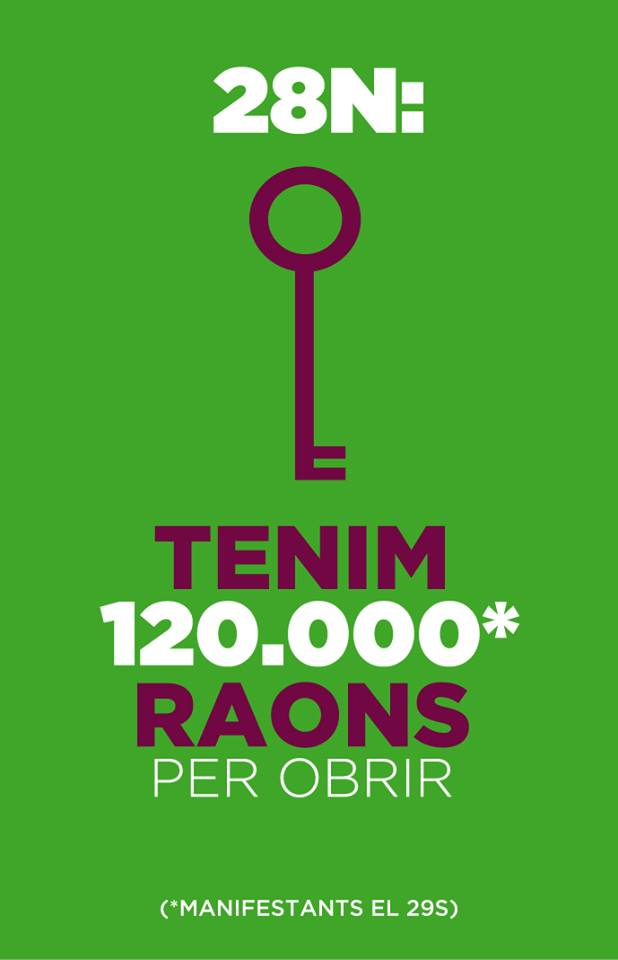 28N:
TENIM
120.000*
RAONS
PER OBRIR
(*MANIFESTANTS EL 29S)